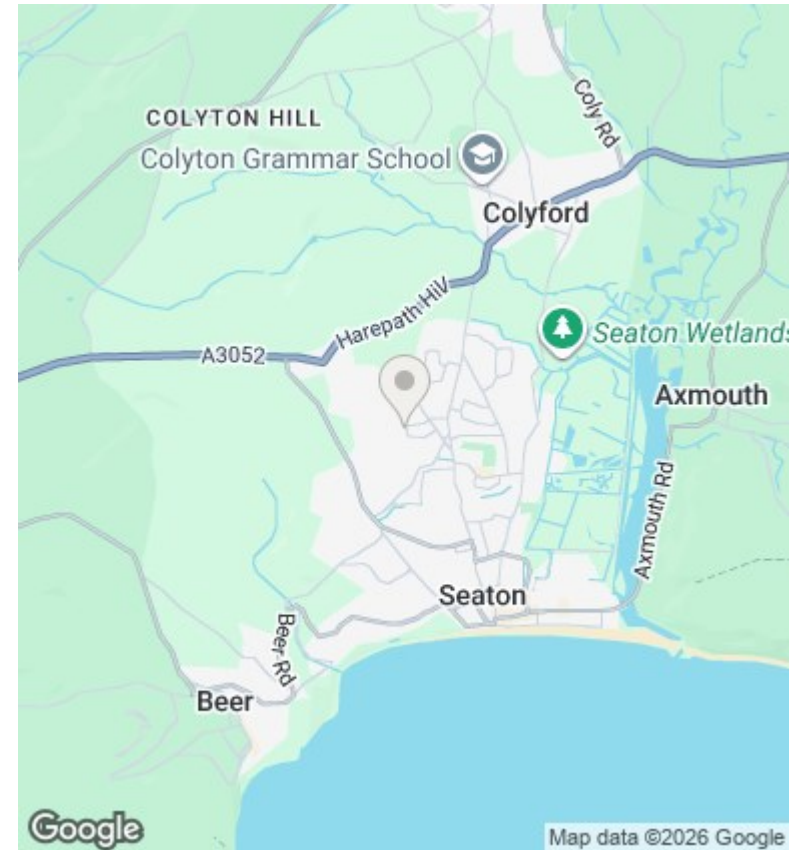 Coly Rd
COLYTON HILL
Colyton Grammar School
Colyford
Harepath Hill
Seaton Wetlands
A3052
Axmouth
Axmouth Rd
Seaton
Beer Rd
Beer
Google
Map data ©2026 Google